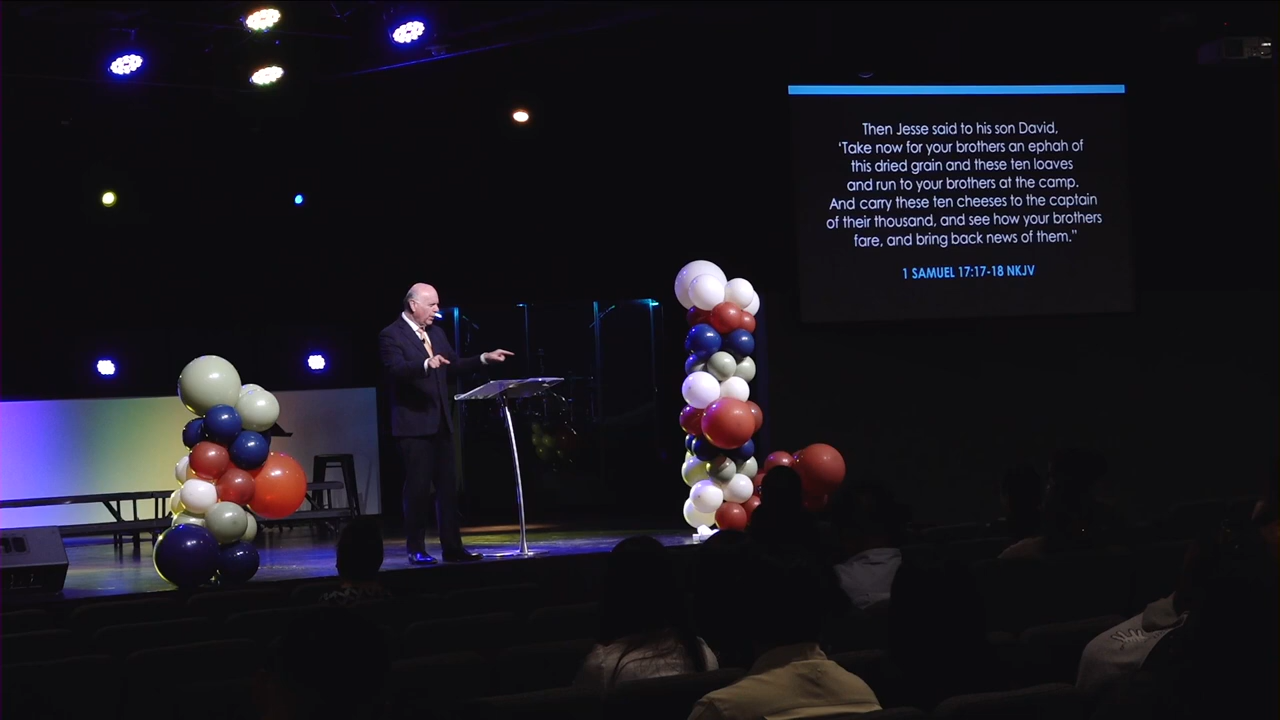 Then Jesse said to his son David,
'Take now for your brothers an ephah of
this dried grain and these ten loaves
and run to your brothers at the camp.
And carry these ten cheeses to the captain
of their thousand, and see how your brothers
fare, and bring back news of them."
1 SAMUEL 17:17-18 NKJV